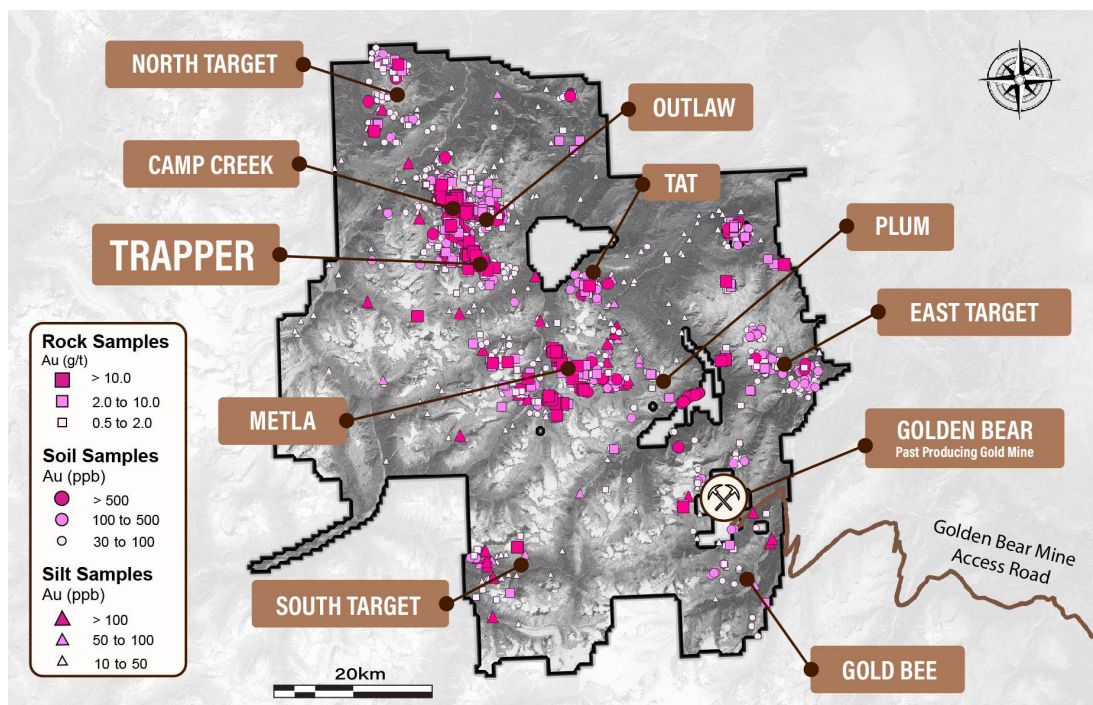 NORTH TARGET
OUTLAW
CAMP CREEK
TAT
TRAPPER
PLUM
EAST TARGET
METLA
GOLDEN BEAR
Past Producing Gold Mine
Golden Bear Mine
Access Road
SOUTH TARGET
GOLD BEE
Rock Samples
Au (g/t)
> 10.0
2.0 to 10.0
0.5 to 2.0
Soil Samples
Au (ppb)
> 500
100 to 500
30 to 100
Silt Samples
Au (ppb)
> 100
50 to 100
10 to 50
20km